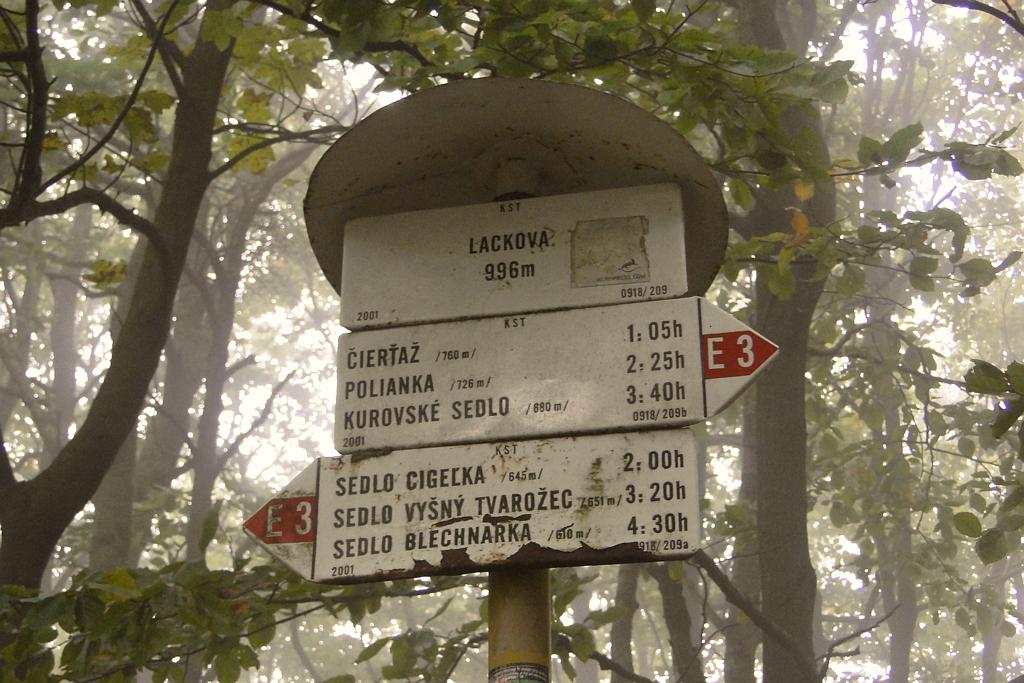 KST
LACKOVÁ
996m
2001 0918/209
KST
ČIERŤAŽ /760 m/ 1:05h
POLIANKA /726 m/ 2:25h
KUROVSKÉ SEDLO /680 m/ 3:40h
2001 0918/209b
E 3
KST
SEDLO CIGEĽKA /645 m/ 2:00h
SEDLO VYŠNÝ TVAROŽEC /651 m/ 3:20h
SEDLO BLECHNARKA /610 m/ 4:30h
2001 0918/209a
E 3